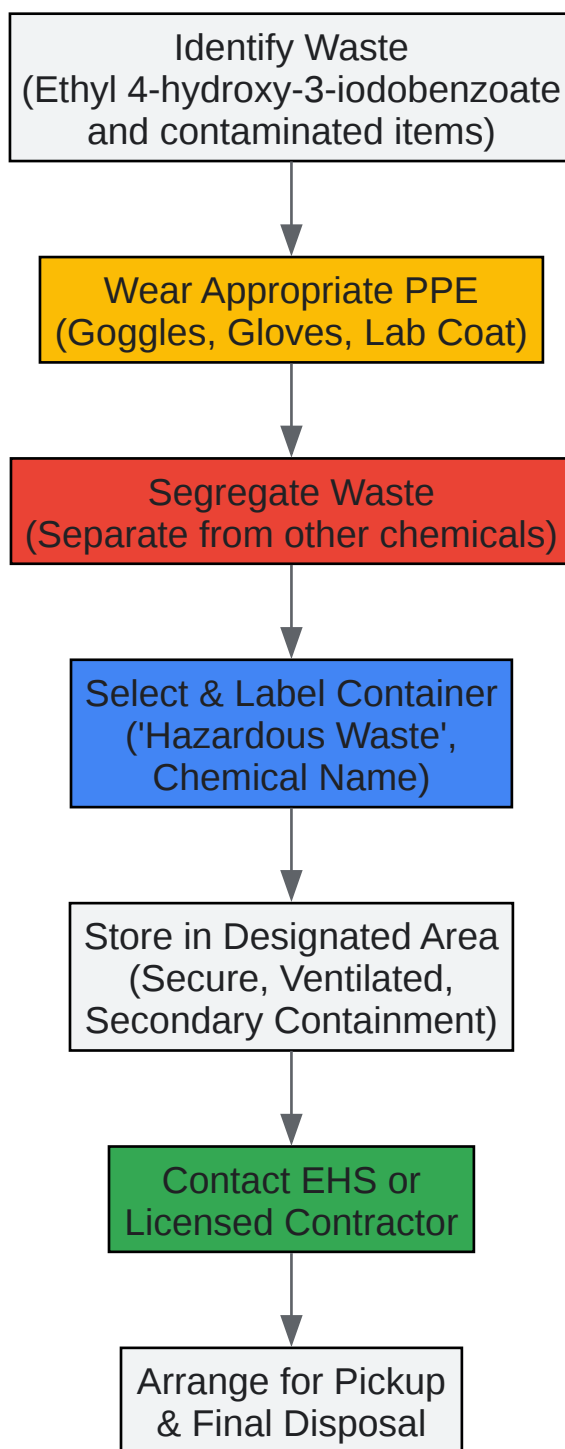 Identify Waste
(Ethyl 4-hydroxy-3-iodobenzoate
and contaminated items)
Wear Appropriate PPE
(Goggles, Gloves, Lab Coat)
Segregate Waste
(Separate from other chemicals)
Select & Label Container
('Hazardous Waste',
Chemical Name)
Store in Designated Area
(Secure, Ventilated,
Secondary Containment)
Contact EHS or
Licensed Contractor
Arrange for Pickup
& Final Disposal